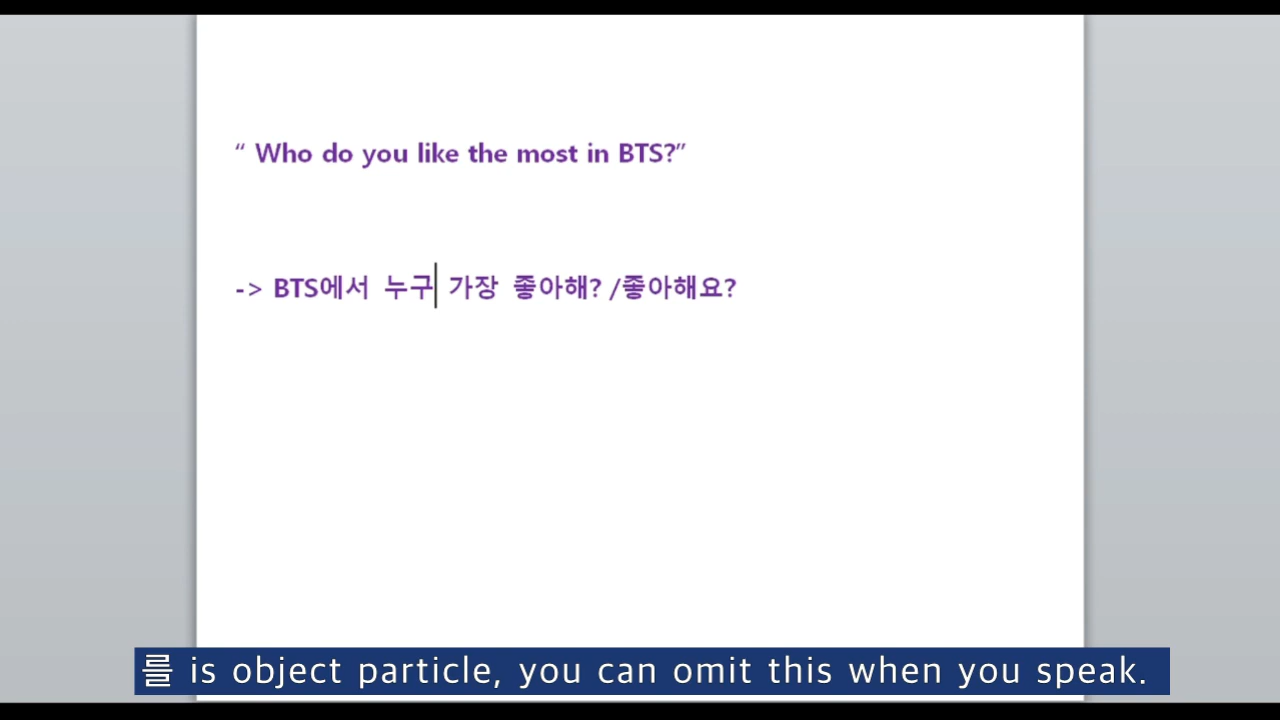 “ Who do you like the most in BTS?”
-> BTS에서 누구 가장 좋아해? /좋아해요?
를 is object particle, you can omit this when you speak.